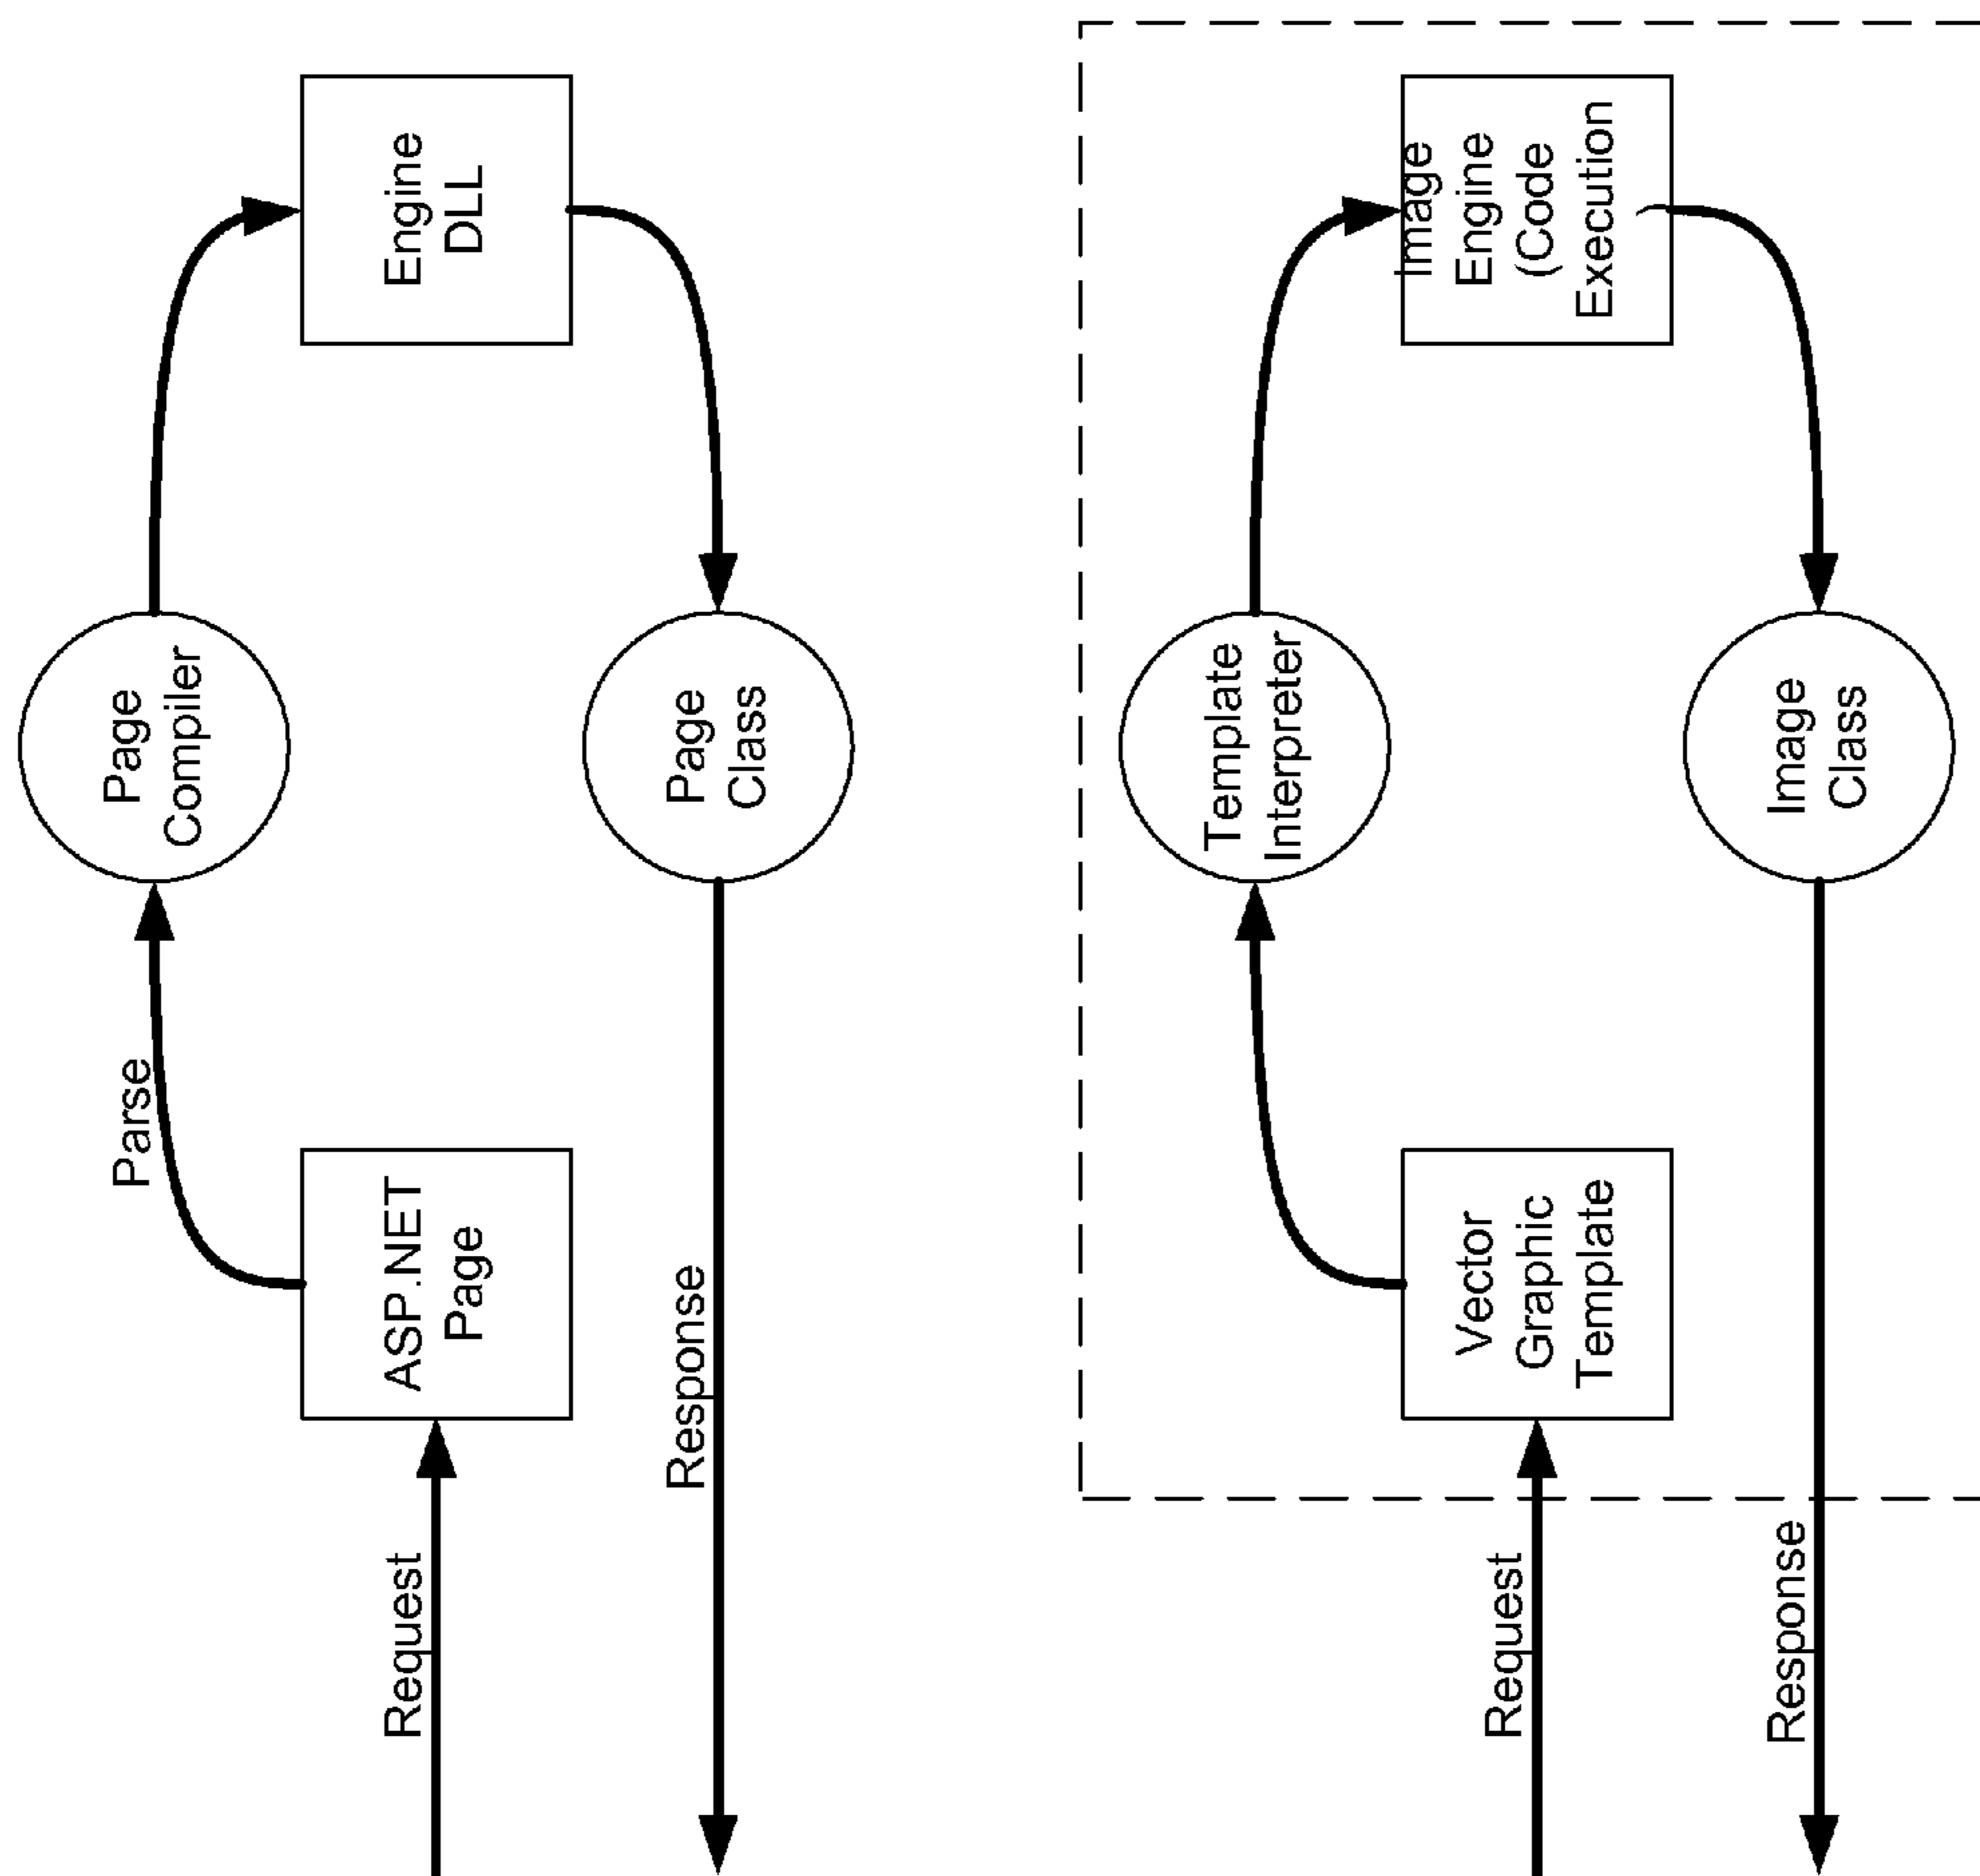 Request
ASP.NET
Page
Parse
Page
Compiler
Engine
DLL
Page
Class
Response
Request
Vector
Graphic
Template
Template
Interpreter
Image
Engine
(Code
Execution
)
Image
Class
Response